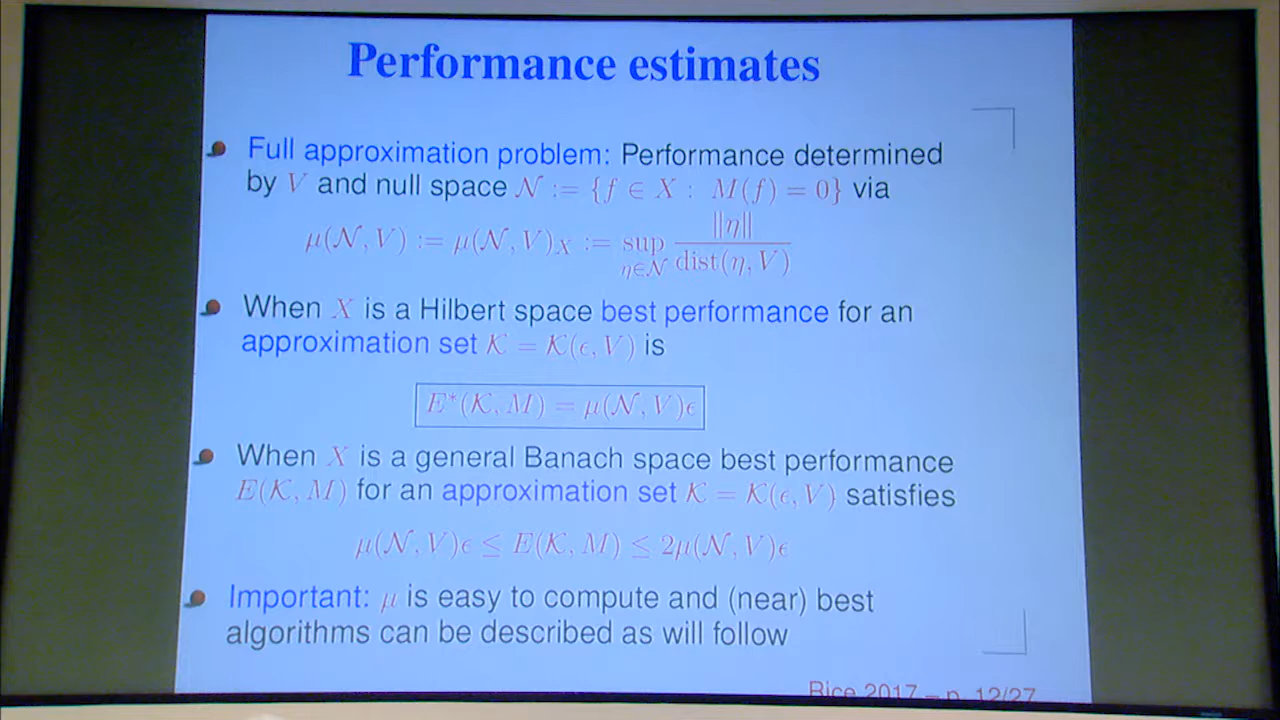 Performance estimates
Full approximation problem: Performance determined
by V and null space 𝒩 := {f ∈ X : M(f) = 0} via
μ(𝒩, V) := μ(𝒩, V)_X := sup_{η∈𝒩} ‖η‖ / dist(η, V)
When X is a Hilbert space best performance for an
approximation set 𝒦 = 𝒦(ϵ, V) is
E*(𝒦, M) = μ(𝒩, V)ϵ
When X is a general Banach space best performance
E(𝒦, M) for an approximation set 𝒦 = 𝒦(ϵ, V) satisfies
μ(𝒩, V)ϵ ≤ E(𝒦, M) ≤ 2μ(𝒩, V)ϵ
Important: μ is easy to compute and (near) best
algorithms can be described as will follow
Rice 2017 – p. 12/27